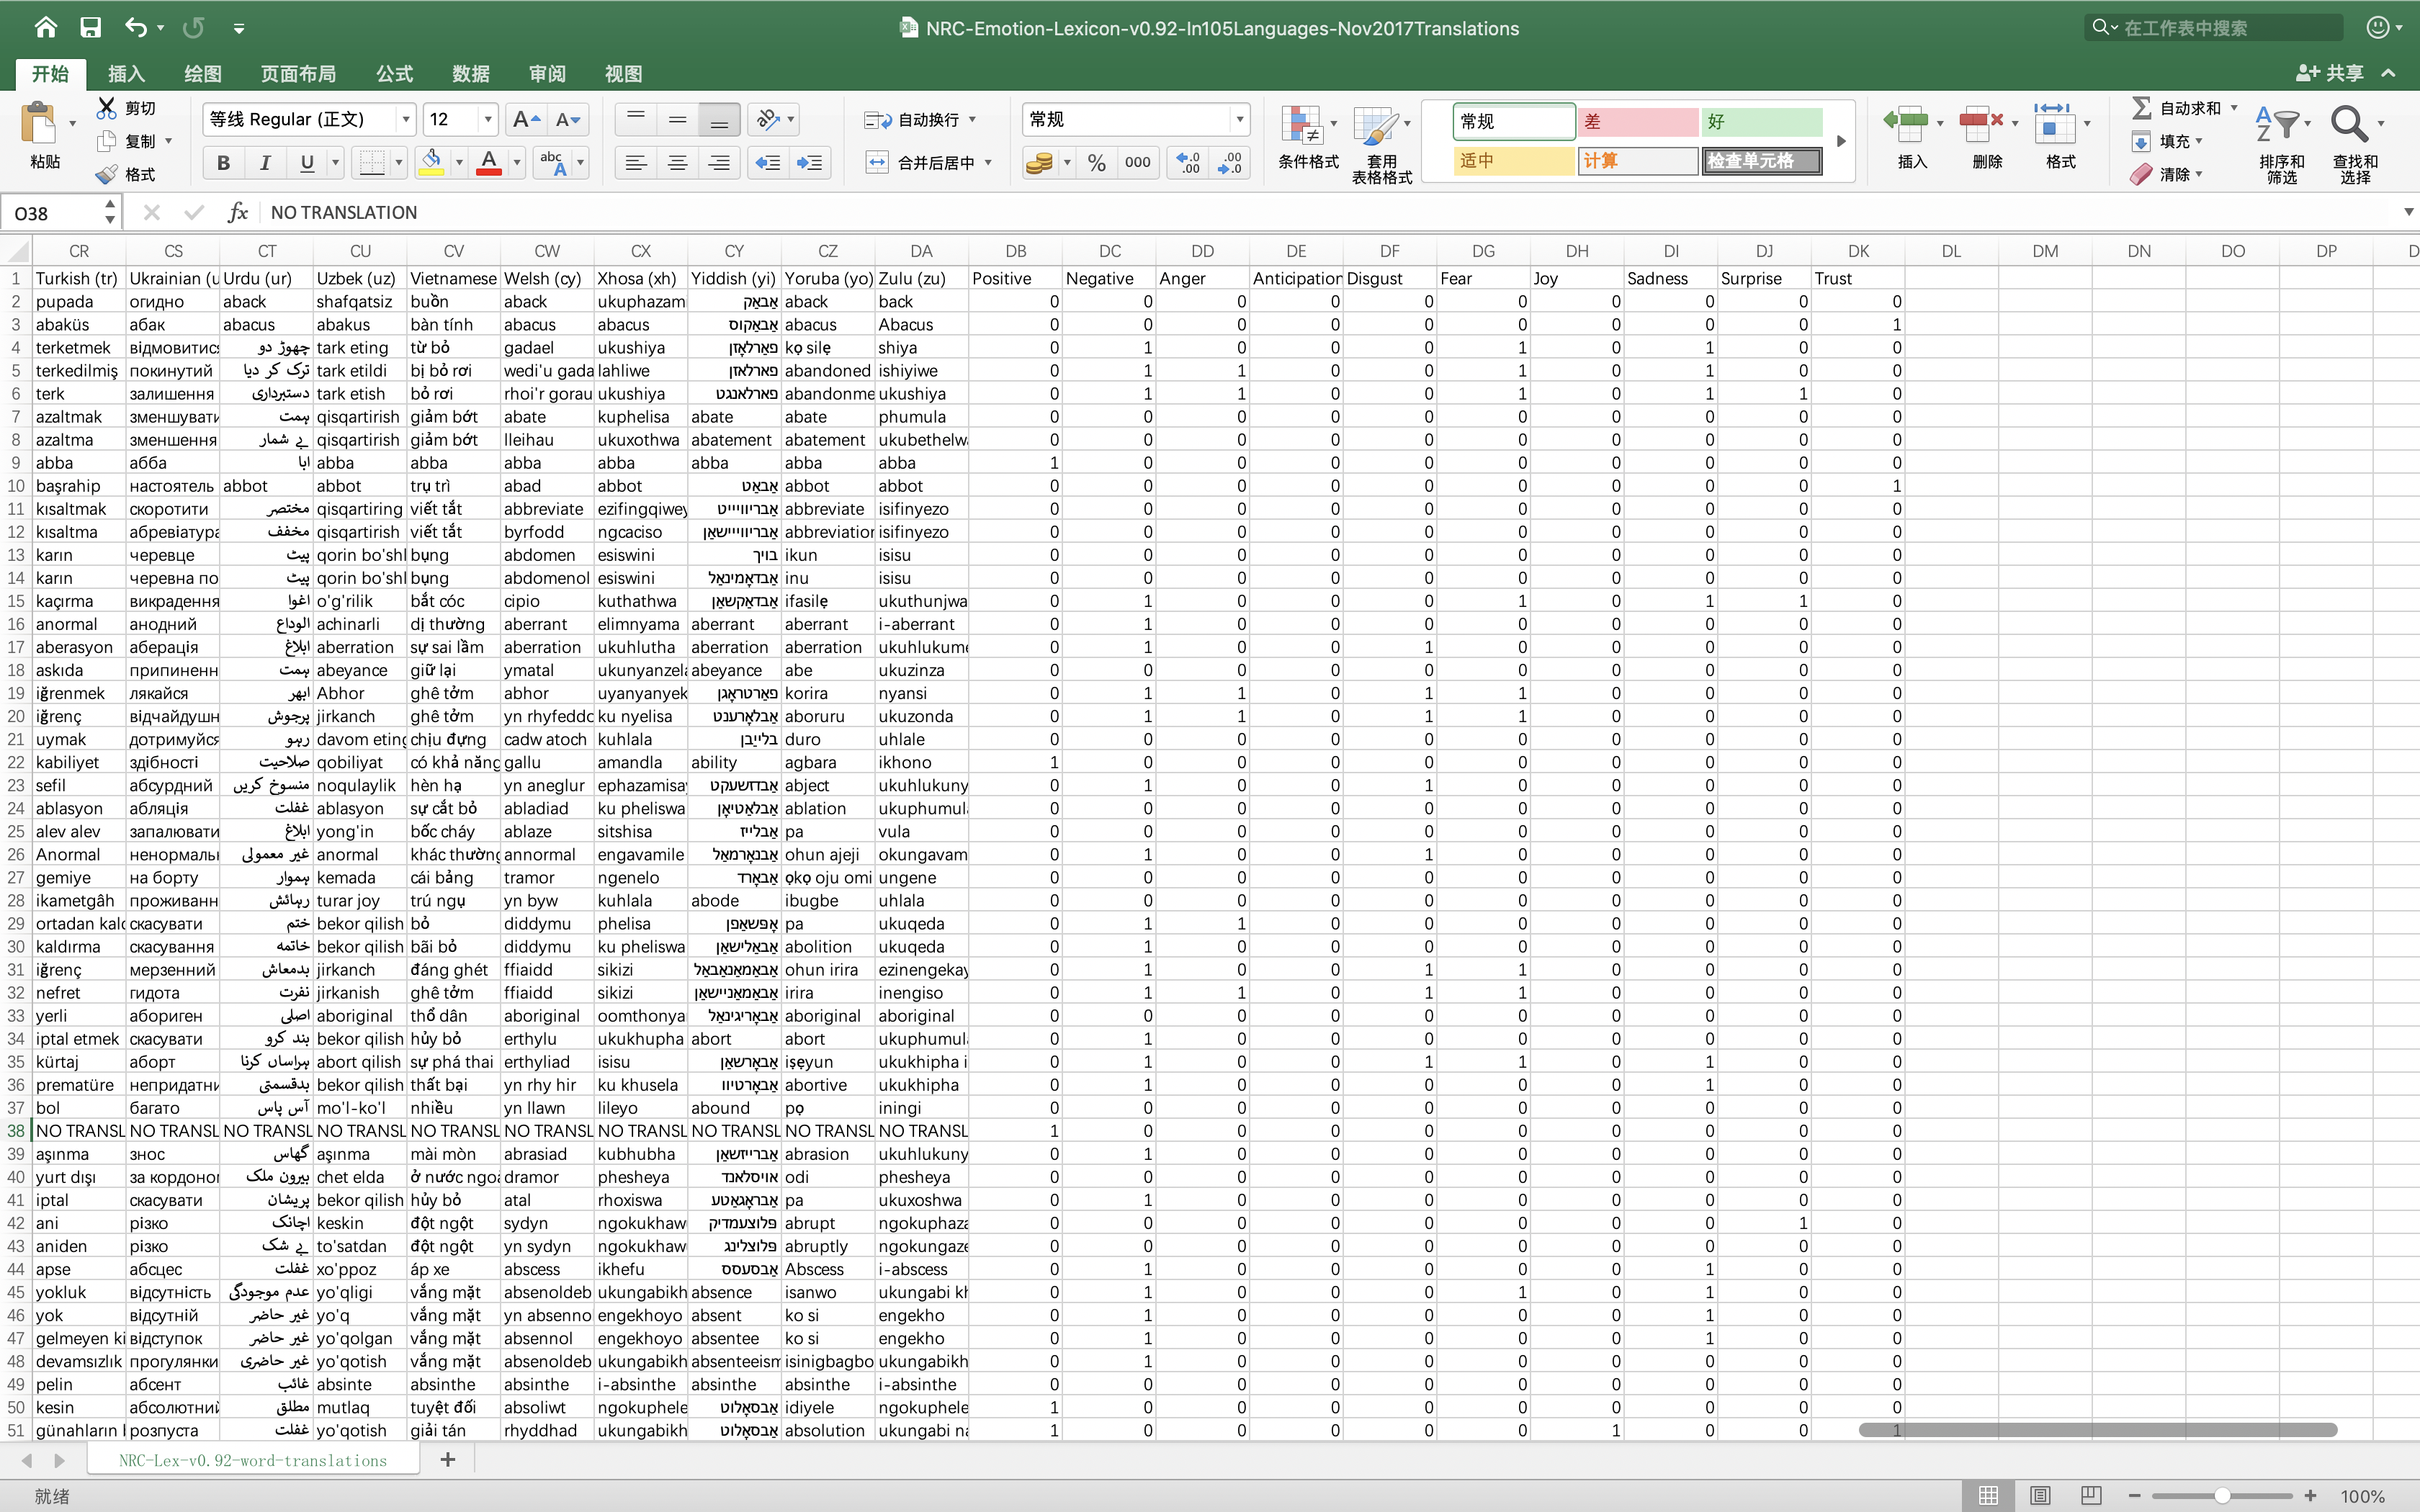 NRC-Emotion-Lexicon-v0.92-In105Languages-Nov2017Translations
在工作表中搜索
开始 插入 绘图 页面布局 公式 数据 审阅 视图 共享
剪切 等线 Regular (正文) 12 自动换行 常规 常规 差 好 自动求和
复制 填充
粘贴 格式 B I U abc A 合并后居中 % 000 条件格式 套用 表格格式 适中 计算 检查单元格 插入 删除 格式 清除 排序和 筛选 查找和 选择
O38 fx NO TRANSLATION
CR CS CT CU CV CW CX CY CZ DA DB DC DD DE DF DG DH DI DJ DK DL DM DN DO DP D
1 Turkish (tr) Ukrainian (u Urdu (ur) Uzbek (uz) Vietnamese Welsh (cy) Xhosa (xh) Yiddish (yi) Yoruba (yo) Zulu (zu) Positive Negative Anger Anticipation Disgust Fear Joy Sadness Surprise Trust
2 pupada огидно aback shafqatsiz buồn aback ukuphazami אַבאַק aback back 0 0 0 0 0 0 0 0 0 0
3 abaküs абак abacus abakus bàn tính abacus abacus אַבאַקוס abacus Abacus 0 0 0 0 0 0 0 0 0 1
4 terketmek відмовитися چھوڑ دو tark eting từ bỏ gadael ukushiya פאַרלאָזן kọ silẹ shiya 0 1 0 0 0 1 0 1 0 0
5 terkedilmiş покинутий ترک کر دیا tark etildi bị bỏ rơi wedi'u gada lahliwe פארלאזן abandoned ishiyiwe 0 1 1 0 0 1 0 1 0 0
6 terk залишення دستبرداری tark etish bỏ rơi rhoi'r gorau ukushiya פארלאנגט abandonme ukushiya 0 1 1 0 0 1 0 1 1 0
7 azaltmak зменшувати ہمت qisqartirish giảm bớt abate kuphelisa abate abate phumula 0 0 0 0 0 0 0 0 0 0
8 azaltma зменшення بے شمار qisqartirish giảm bớt lleihau ukuxothwa abatement abatement ukubethelw 0 0 0 0 0 0 0 0 0 0
9 abba абба ابا abba abba abba abba abba abba abba 1 0 0 0 0 0 0 0 0 0
10 başrahip настоятель abbot abbot trụ trì abad abbot אַבאַט abbot abbot 0 0 0 0 0 0 0 0 0 1
11 kısaltmak скоротити مختصر qisqartiring viết tắt abbreviate ezifingqiwey אַבריוויייט abbreviate isifinyezo 0 0 0 0 0 0 0 0 0 0
12 kısaltma абревіатура مخفف qisqartirish viết tắt byrfodd ngcaciso אַבריווייישאַן abbreviation isifinyezo 0 0 0 0 0 0 0 0 0 0
13 karın черевце پیٹ qorin bo'shl bụng abdomen esiswini בויך ikun isisu 0 0 0 0 0 0 0 0 0 0
14 karın черевна по پیٹ qorin bo'shl bụng abdomenol esiswini אַבדאָמינאַל inu isisu 0 0 0 0 0 0 0 0 0 0
15 kaçırma викрадення اغوا o'g'rilik bắt cóc cipio kuthathwa אַבדאַקשאַן ifasilẹ ukuthunjwa 0 1 0 0 0 1 0 1 1 0
16 anormal анодний الوداع achinarli dị thường aberrant elimnyama aberrant aberrant i-aberrant 0 1 0 0 0 0 0 0 0 0
17 aberasyon аберація ابلاغ aberration sự sai lầm aberration ukuhlutha aberration aberration ukuhlukume 0 1 0 0 1 0 0 0 0 0
18 askıda припиненн ہمت abeyance giữ lại ymatal ukunyanzela abeyance abe ukuzinza 0 0 0 0 0 0 0 0 0 0
19 iğrenmek лякайся ابھر Abhor ghê tởm abhor uyanyanyek פאַרטראָגן korira nyansi 0 1 1 0 1 1 0 0 0 0
20 iğrenç відчайдушн پرجوش jirkanch ghê tởm yn rhyfeddo ku nyelisa אַבלאָרענט aboruru ukuzonda 0 1 1 0 1 1 0 0 0 0
21 uymak дотримуйся رہو davom eting chịu đựng cadw atoch kuhlala בלייַבן duro uhlale 0 0 0 0 0 0 0 0 0 0
22 kabiliyet здібності صلاحیت qobiliyat có khả năng gallu amandla ability agbara ikhono 1 0 0 0 0 0 0 0 0 0
23 sefil абсурдний منسوخ کریں noqulaylik hèn hạ yn aneglur ephazamisa אַבדזשעקט abject ukuhlukuny 0 1 0 0 1 0 0 0 0 0
24 ablasyon абляція غفلت ablasyon sự cắt bỏ abladiad ku pheliswa אַבלאַטיאָן ablation ukuphumul 0 0 0 0 0 0 0 0 0 0
25 alev alev запалювати ابلاغ yong'in bốc cháy ablaze sitshisa אַבלייז pa vula 0 0 0 0 0 0 0 0 0 0
26 Anormal ненормаль غیر معمولی anormal khác thường annormal engavamile אַבנאָרמאַל ohun ajeji okungavam 0 1 0 0 1 0 0 0 0 0
27 gemiye на борту ہموار kemada cái bảng tramor ngenelo אַבאָרד ọkọ oju omi ungene 0 0 0 0 0 0 0 0 0 0
28 ikametgâh проживанн رہائش turar joy trú ngụ yn byw kuhlala abode ibugbe uhlala 0 0 0 0 0 0 0 0 0 0
29 ortadan kald скасувати ختم bekor qilish bỏ diddymu phelisa אָפּשאַפן pa ukuqeda 0 1 1 0 0 0 0 0 0 0
30 kaldırma скасування خاتمہ bekor qilish bãi bỏ diddymu ku pheliswa אַבאַלישאַן abolition ukuqeda 0 1 0 0 0 0 0 0 0 0
31 iğrenç мерзенний بدمعاش jirkanch đáng ghét ffiaidd sikizi אַבאַמאַנאַבאַל ohun irira ezinengekay 0 1 0 0 1 1 0 0 0 0
32 nefret гидота نفرت jirkanish ghê tởm ffiaidd sikizi אַבאַמאַניישאַן irira inengiso 0 1 1 0 1 1 0 0 0 0
33 yerli абориген اصلی aboriginal thổ dân aboriginal oomthonya אַבאָריגינאַל aboriginal aboriginal 0 0 0 0 0 0 0 0 0 0
34 iptal etmek скасувати بند کرو bekor qilish hủy bỏ erthylu ukukhupha abort abort ukuphumul 0 1 0 0 0 0 0 0 0 0
35 kürtaj аборт ہراساں کرنا abort qilish sự phá thai erthyliad isisu אַבאָרשאַן iṣẹyun ukukhipha i 0 1 0 0 1 1 0 1 0 0
36 prematüre непридатни بدقسمتی bekor qilish thất bại yn rhy hir ku khusela אַבאָרטיוו abortive ukukhipha 0 1 0 0 0 0 0 1 0 0
37 bol багато آس پاس mo'l-ko'l nhiều yn llawn lileyo abound pọ iningi 0 0 0 0 0 0 0 0 0 0
38 NO TRANSL NO TRANSL NO TRANSL NO TRANSL NO TRANSL NO TRANSL NO TRANSL NO TRANSL NO TRANSL NO TRANSL 1 0 0 0 0 0 0 0 0 0
39 aşınma знос گھاس aşınma mài mòn abrasiad kubhubha אַברייזשאַן abrasion ukuhlukuny 0 1 0 0 0 0 0 0 0 0
40 yurt dışı за кордоно بیرون ملک chet elda ở nước ngoà dramor phesheya אויסלאנד odi phesheya 0 0 0 0 0 0 0 0 0 0
41 iptal скасувати پریشان bekor qilish hủy bỏ atal rhoxiswa אַבראָגאַטע pa ukuxoshwa 0 1 0 0 0 0 0 0 0 0
42 ani різко اچانک keskin đột ngột sydyn ngokukhaw פּלוצעמדיק abrupt ngokuphaza 0 0 0 0 0 0 0 0 1 0
43 aniden різко بے شک to'satdan đột ngột yn sydyn ngokukhaw פּלוצלינג abruptly ngokungaze 0 0 0 0 0 0 0 0 0 0
44 apse абсцес غفلت xo'ppoz áp xe abscess ikhefu אַבסעסס Abscess i-abscess 0 1 0 0 0 0 0 1 0 0
45 yokluk відсутність عدم موجودگی yo'qligi vắng mặt absenoldeb ukungabikh absence isanwo ukungabi kh 0 1 0 0 0 1 0 1 0 0
46 yok відсутній غیر حاضر yo'q vắng mặt yn absenno engekhoyo absent ko si engekho 0 1 0 0 0 0 0 1 0 0
47 gelmeyen ki відступок غیر حاضر yo'qolgan vắng mặt absennol engekhoyo absentee ko si engekho 0 1 0 0 0 0 0 1 0 0
48 devamsızlık прогулянки غیر حاضری yo'qotish vắng mặt absenoldeb ukungabikh absenteeism isinigbagbo ukungabikh 0 1 0 0 0 0 0 0 0 0
49 pelin абсент غائب absinte absinthe absinthe i-absinthe absinthe absinthe i-absinthe 0 0 0 0 0 0 0 0 0 0
50 kesin абсолютний مطلق mutlaq tuyệt đối absoliwt ngokuphele אַבסאָלוט idiyele ngokuphele 1 0 0 0 0 0 0 0 0 0
51 günahların розпуста غفلت yo'qotish giải tán rhyddhad ukungabikh אַבסאָלוט absolution ukungabi na 1 0 0 0 0 0 1 0 0 1
NRC-Lex-v0.92-word-translations +
就绪 100%